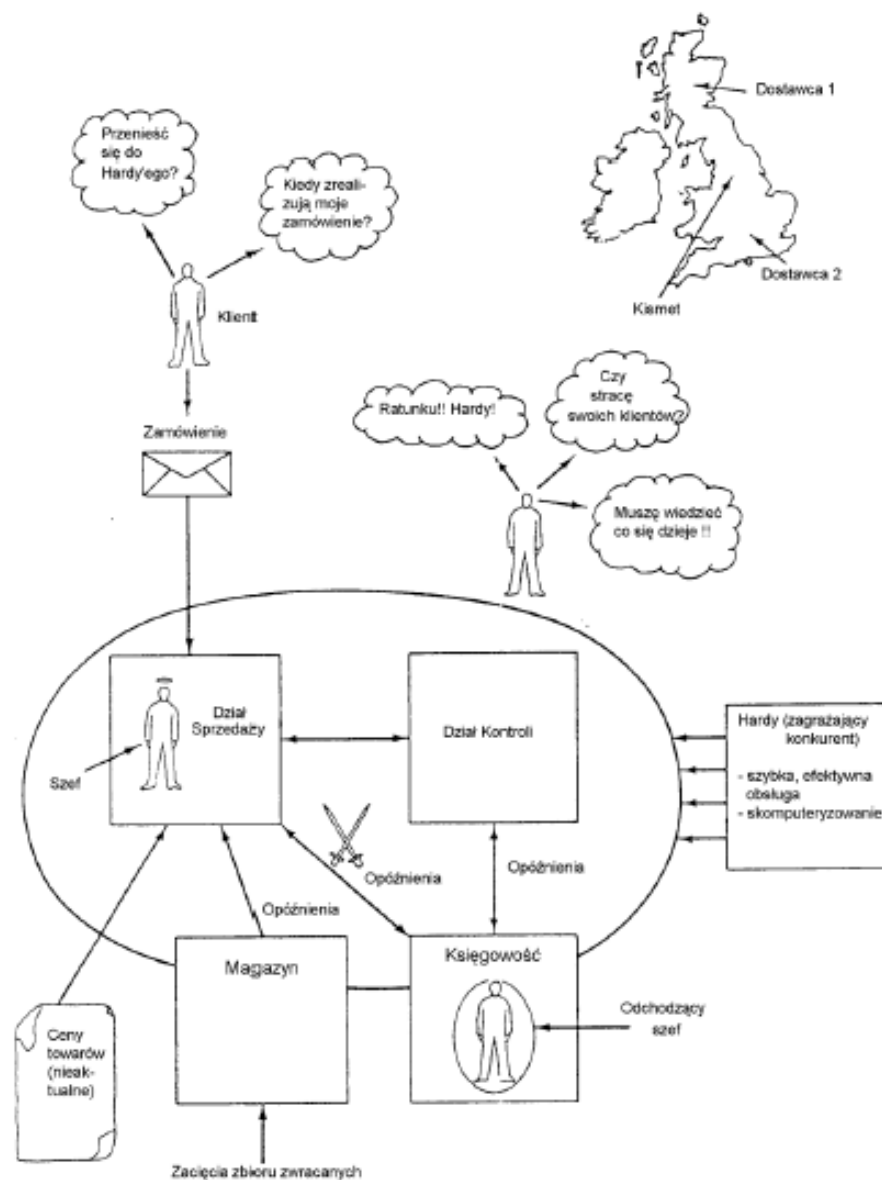 Przenieść
się do
Hardy'ego?
Kiedy zreali-
zują moje
zamówienie?
Klient
Zamówienie
Dostawca 1
Dostawca 2
Kismet
Ratunku!! Hardy!
Czy
stracę
swoich klientów?
Muszę wiedzieć
co się dzieje !!
Dział
Sprzedaży
Szef
Dział Kontroli
Hardy (zagrażający
konkurent)
- szybka, efektywna
obsługa
- skomputeryzowanie
Opóźnienia
Opóźnienia
Opóźnienia
Magazyn
Księgowość
Odchodzący
szef
Ceny
towarów
(nieak-
tualne)
Zacięcia zbioru zwracanych